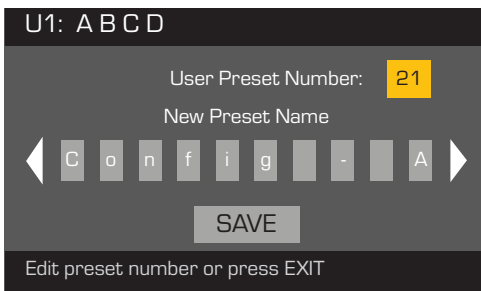 U1: A B C D
User Preset Number: 21
New Preset Name
C o n f i g - A
SAVE
Edit preset number or press EXIT